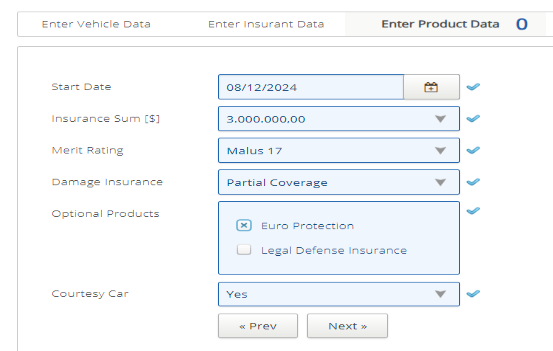 Enter Vehicle Data Enter Insurant Data Enter Product Data 0
Start Date 08/12/2024
Insurance Sum [$] 3.000.000,00
Merit Rating Malus 17
Damage Insurance Partial Coverage
Optional Products
Euro Protection
Legal Defense Insurance
Courtesy Car Yes
« Prev Next »